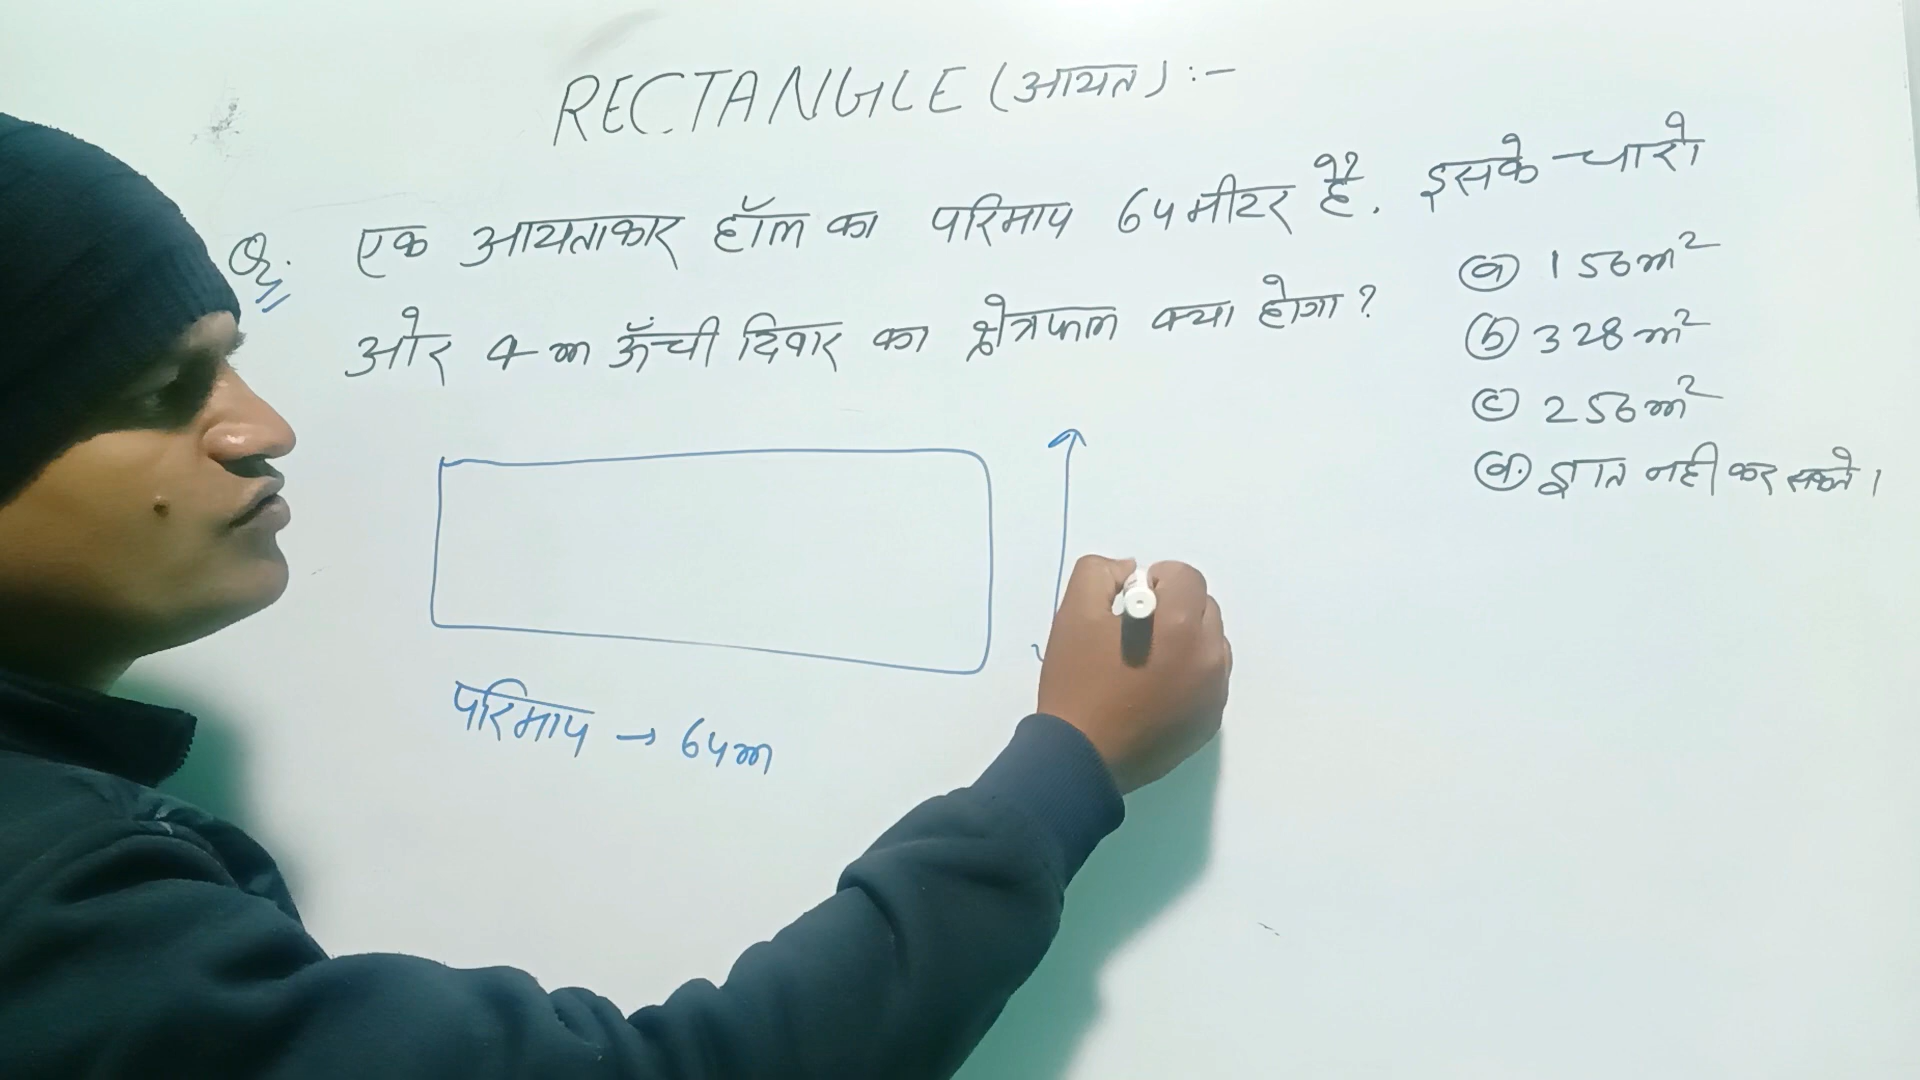 RECTANGLE (आयत) :-
Q. एक आयताकार हॉल का परिमाप 64 मीटर है. इसके चारो
ओर 4 m ऊँची दिवार का क्षेत्रफल क्या होगा ?
ⓐ 156 m²
ⓑ 328 m²
ⓒ 256 m²
ⓓ. ज्ञात नही कर सकते।
परिमाप → 64 m